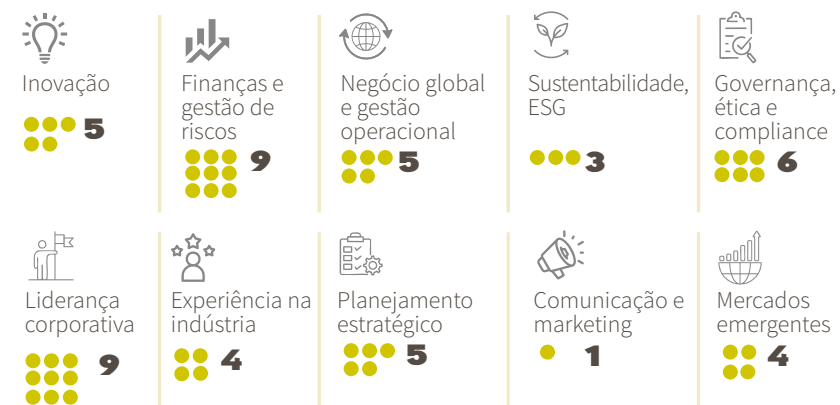 Inovação
5
Finanças e
gestão de
riscos
9
Negócio global
e gestão
operacional
5
Sustentabilidade,
ESG
3
Governança,
ética e
compliance
6
Liderança
corporativa
9
Experiência na
indústria
4
Planejamento
estratégico
5
Comunicação e
marketing
1
Mercados
emergentes
4